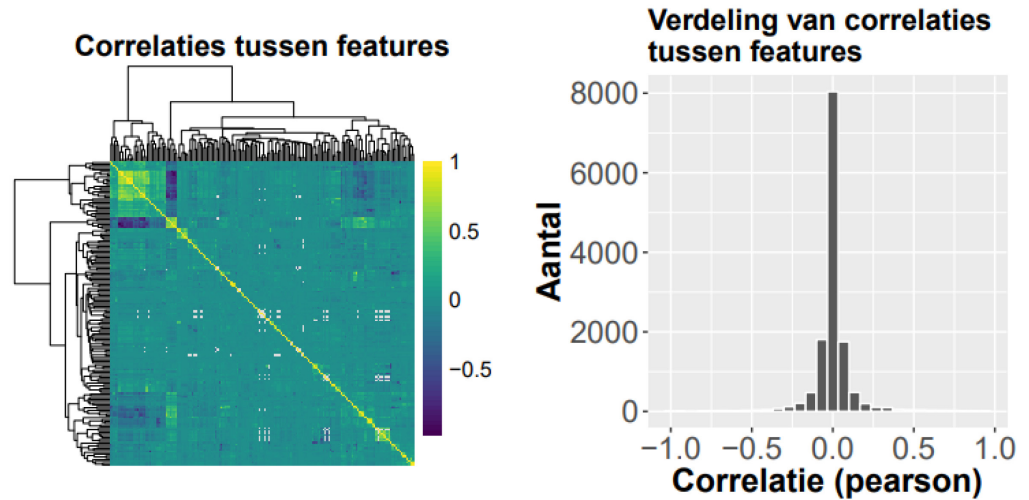 Correlaties tussen features
1
0.5
0
−0.5
Verdeling van correlaties
tussen features
Aantal
8000
6000
4000
2000
0
−1.0 −0.5 0.0 0.5 1.0
Correlatie (pearson)